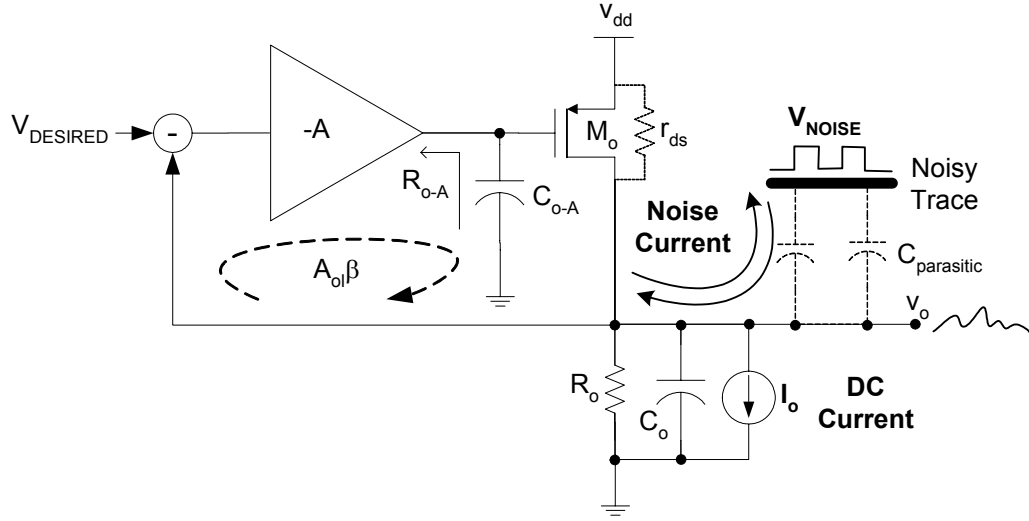 v_dd
V_DESIRED
-
-A
M_o
r_ds
V_NOISE
Noisy
Trace
R_o-A
C_o-A
Noise
Current
C_parasitic
A_olβ
v_o
R_o
C_o
I_o
DC
Current